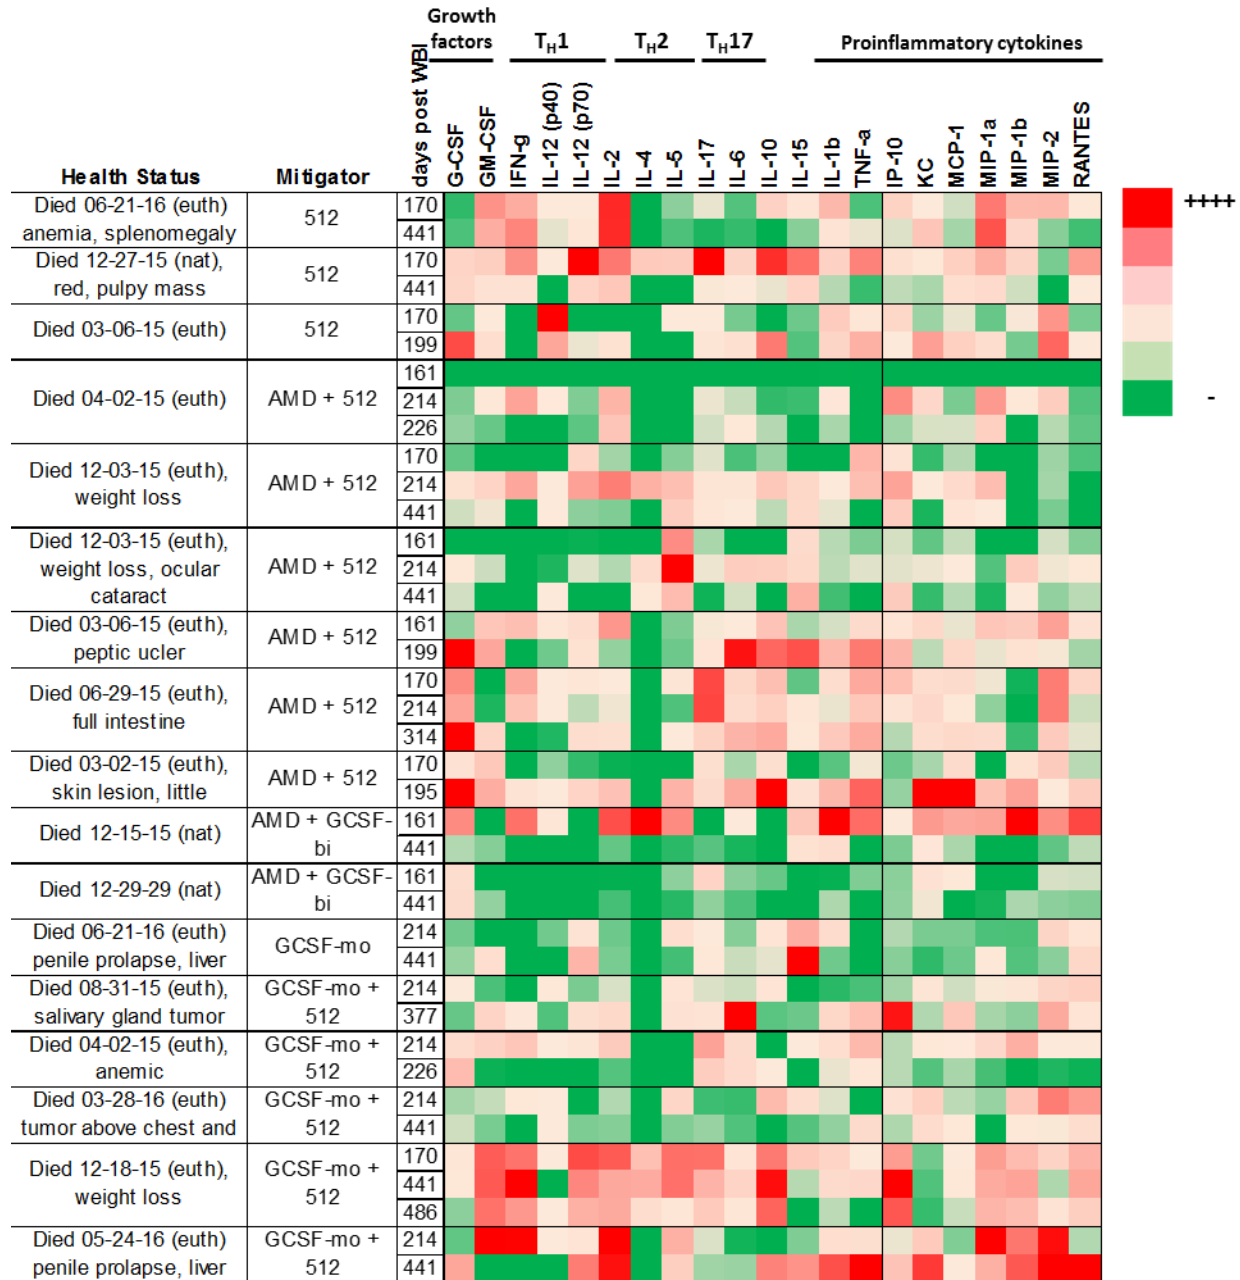 Growth
factors
T_H1
T_H2
T_H17
Proinflammatory cytokines
Health Status
Mitigator
days post WBI
G-CSF
GM-CSF
IFN-g
IL-12 (p40)
IL-12 (p70)
IL-2
IL-4
IL-5
IL-17
IL-6
IL-10
IL-15
IL-1b
TNF-a
IP-10
KC
MCP-1
MIP-1a
MIP-1b
MIP-2
RANTES
++++
-
Died 06-21-16 (euth)
anemia, splenomegaly
512
170
441
Died 12-27-15 (nat),
red, pulpy mass
512
170
441
Died 03-06-15 (euth)
512
170
199
Died 04-02-15 (euth)
AMD + 512
161
214
226
Died 12-03-15 (euth),
weight loss
AMD + 512
170
214
441
Died 12-03-15 (euth),
weight loss, ocular
cataract
AMD + 512
161
214
441
Died 03-06-15 (euth),
peptic ucler
AMD + 512
161
199
Died 06-29-15 (euth),
full intestine
AMD + 512
170
214
314
Died 03-02-15 (euth),
skin lesion, little
AMD + 512
170
195
Died 12-15-15 (nat)
AMD + GCSF-
bi
161
441
Died 12-29-29 (nat)
AMD + GCSF-
bi
161
441
Died 06-21-16 (euth)
penile prolapse, liver
GCSF-mo
214
441
Died 08-31-15 (euth),
salivary gland tumor
GCSF-mo +
512
214
377
Died 04-02-15 (euth),
anemic
GCSF-mo +
512
214
226
Died 03-28-16 (euth)
tumor above chest and
GCSF-mo +
512
214
441
Died 12-18-15 (euth),
weight loss
GCSF-mo +
512
170
441
486
Died 05-24-16 (euth)
penile prolapse, liver
GCSF-mo +
512
214
441